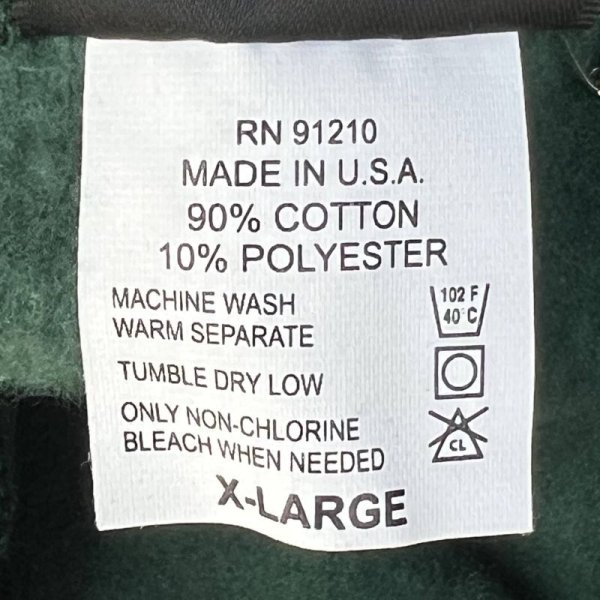 RN 91210
MADE IN U.S.A.
90% COTTON
10% POLYESTER
MACHINE WASH
WARM SEPARATE
102 F
40°C
TUMBLE DRY LOW
ONLY NON-CHLORINE
BLEACH WHEN NEEDED
CL
X-LARGE